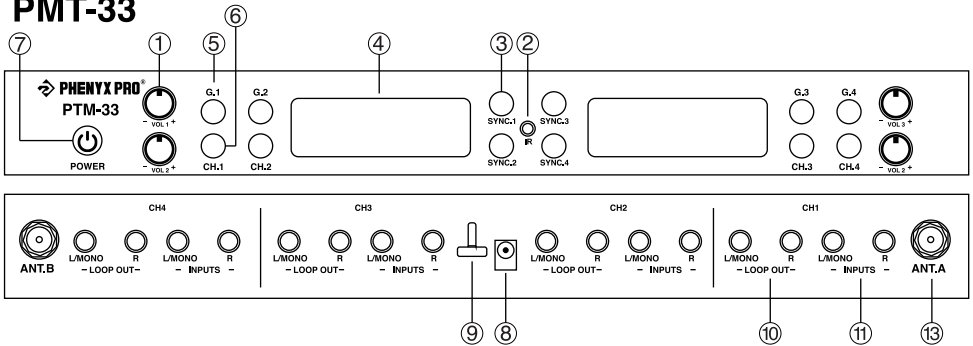 PMT-33
⑦ ① ⑤ ⑥ ④ ③ ②
PHENYX PRO®
PTM-33
POWER
- VOL 1 +
- VOL 2 +
G.1 G.2
CH.1 CH.2
SYNC.1 SYNC.3
IR
SYNC.2 SYNC.4
G.3 G.4
CH.3 CH.4
- VOL 3 +
- VOL 2 +
CH4 CH3 CH2 CH1
L/MONO R L/MONO R L/MONO R L/MONO R L/MONO R L/MONO R L/MONO R L/MONO R
ANT.B - LOOP OUT - - INPUTS - - LOOP OUT - - INPUTS - - LOOP OUT - - INPUTS - - LOOP OUT - - INPUTS - ANT.A
⑨ ⑧ ⑩ ⑪ ⑬